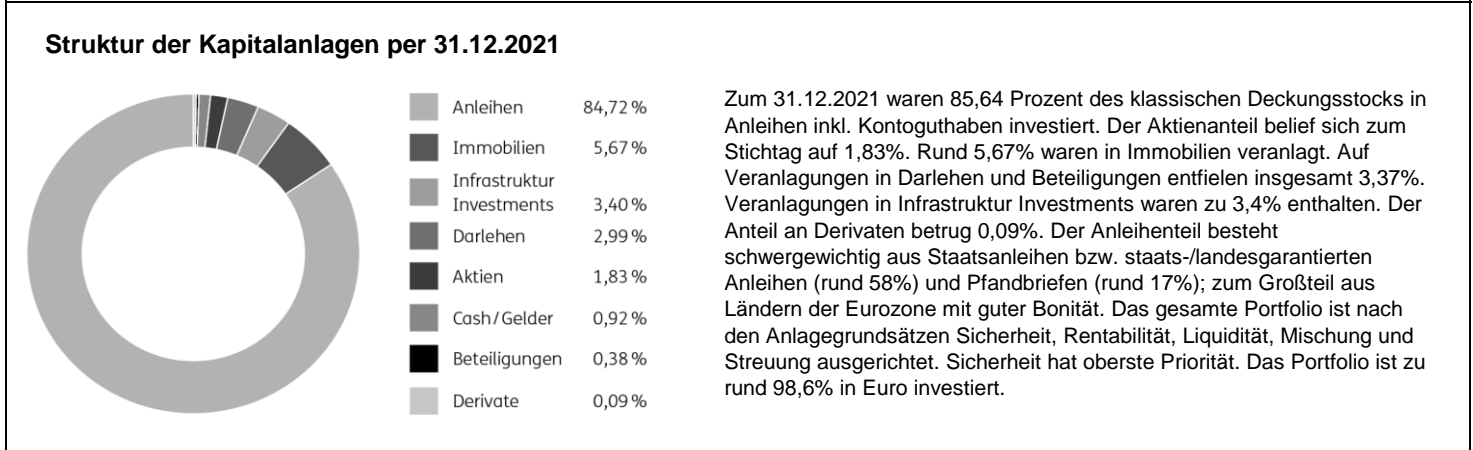 Struktur der Kapitalanlagen per 31.12.2021
Anleihen 84,72 %
Immobilien 5,67 %
Infrastruktur
Investments 3,40 %
Darlehen 2,99 %
Aktien 1,83 %
Cash / Gelder 0,92 %
Beteiligungen 0,38 %
Derivate 0,09 %
Zum 31.12.2021 waren 85,64 Prozent des klassischen Deckungsstocks in
Anleihen inkl. Kontoguthaben investiert. Der Aktienanteil belief sich zum
Stichtag auf 1,83%. Rund 5,67% waren in Immobilien veranlagt. Auf
Veranlagungen in Darlehen und Beteiligungen entfielen insgesamt 3,37%.
Veranlagungen in Infrastruktur Investments waren zu 3,4% enthalten. Der
Anteil an Derivaten betrug 0,09%. Der Anleihenteil besteht
schwergewichtig aus Staatsanleihen bzw. staats-/landesgarantierten
Anleihen (rund 58%) und Pfandbriefen (rund 17%); zum Großteil aus
Ländern der Eurozone mit guter Bonität. Das gesamte Portfolio ist nach
den Anlagegrundsätzen Sicherheit, Rentabilität, Liquidität, Mischung und
Streuung ausgerichtet. Sicherheit hat oberste Priorität. Das Portfolio ist zu
rund 98,6% in Euro investiert.